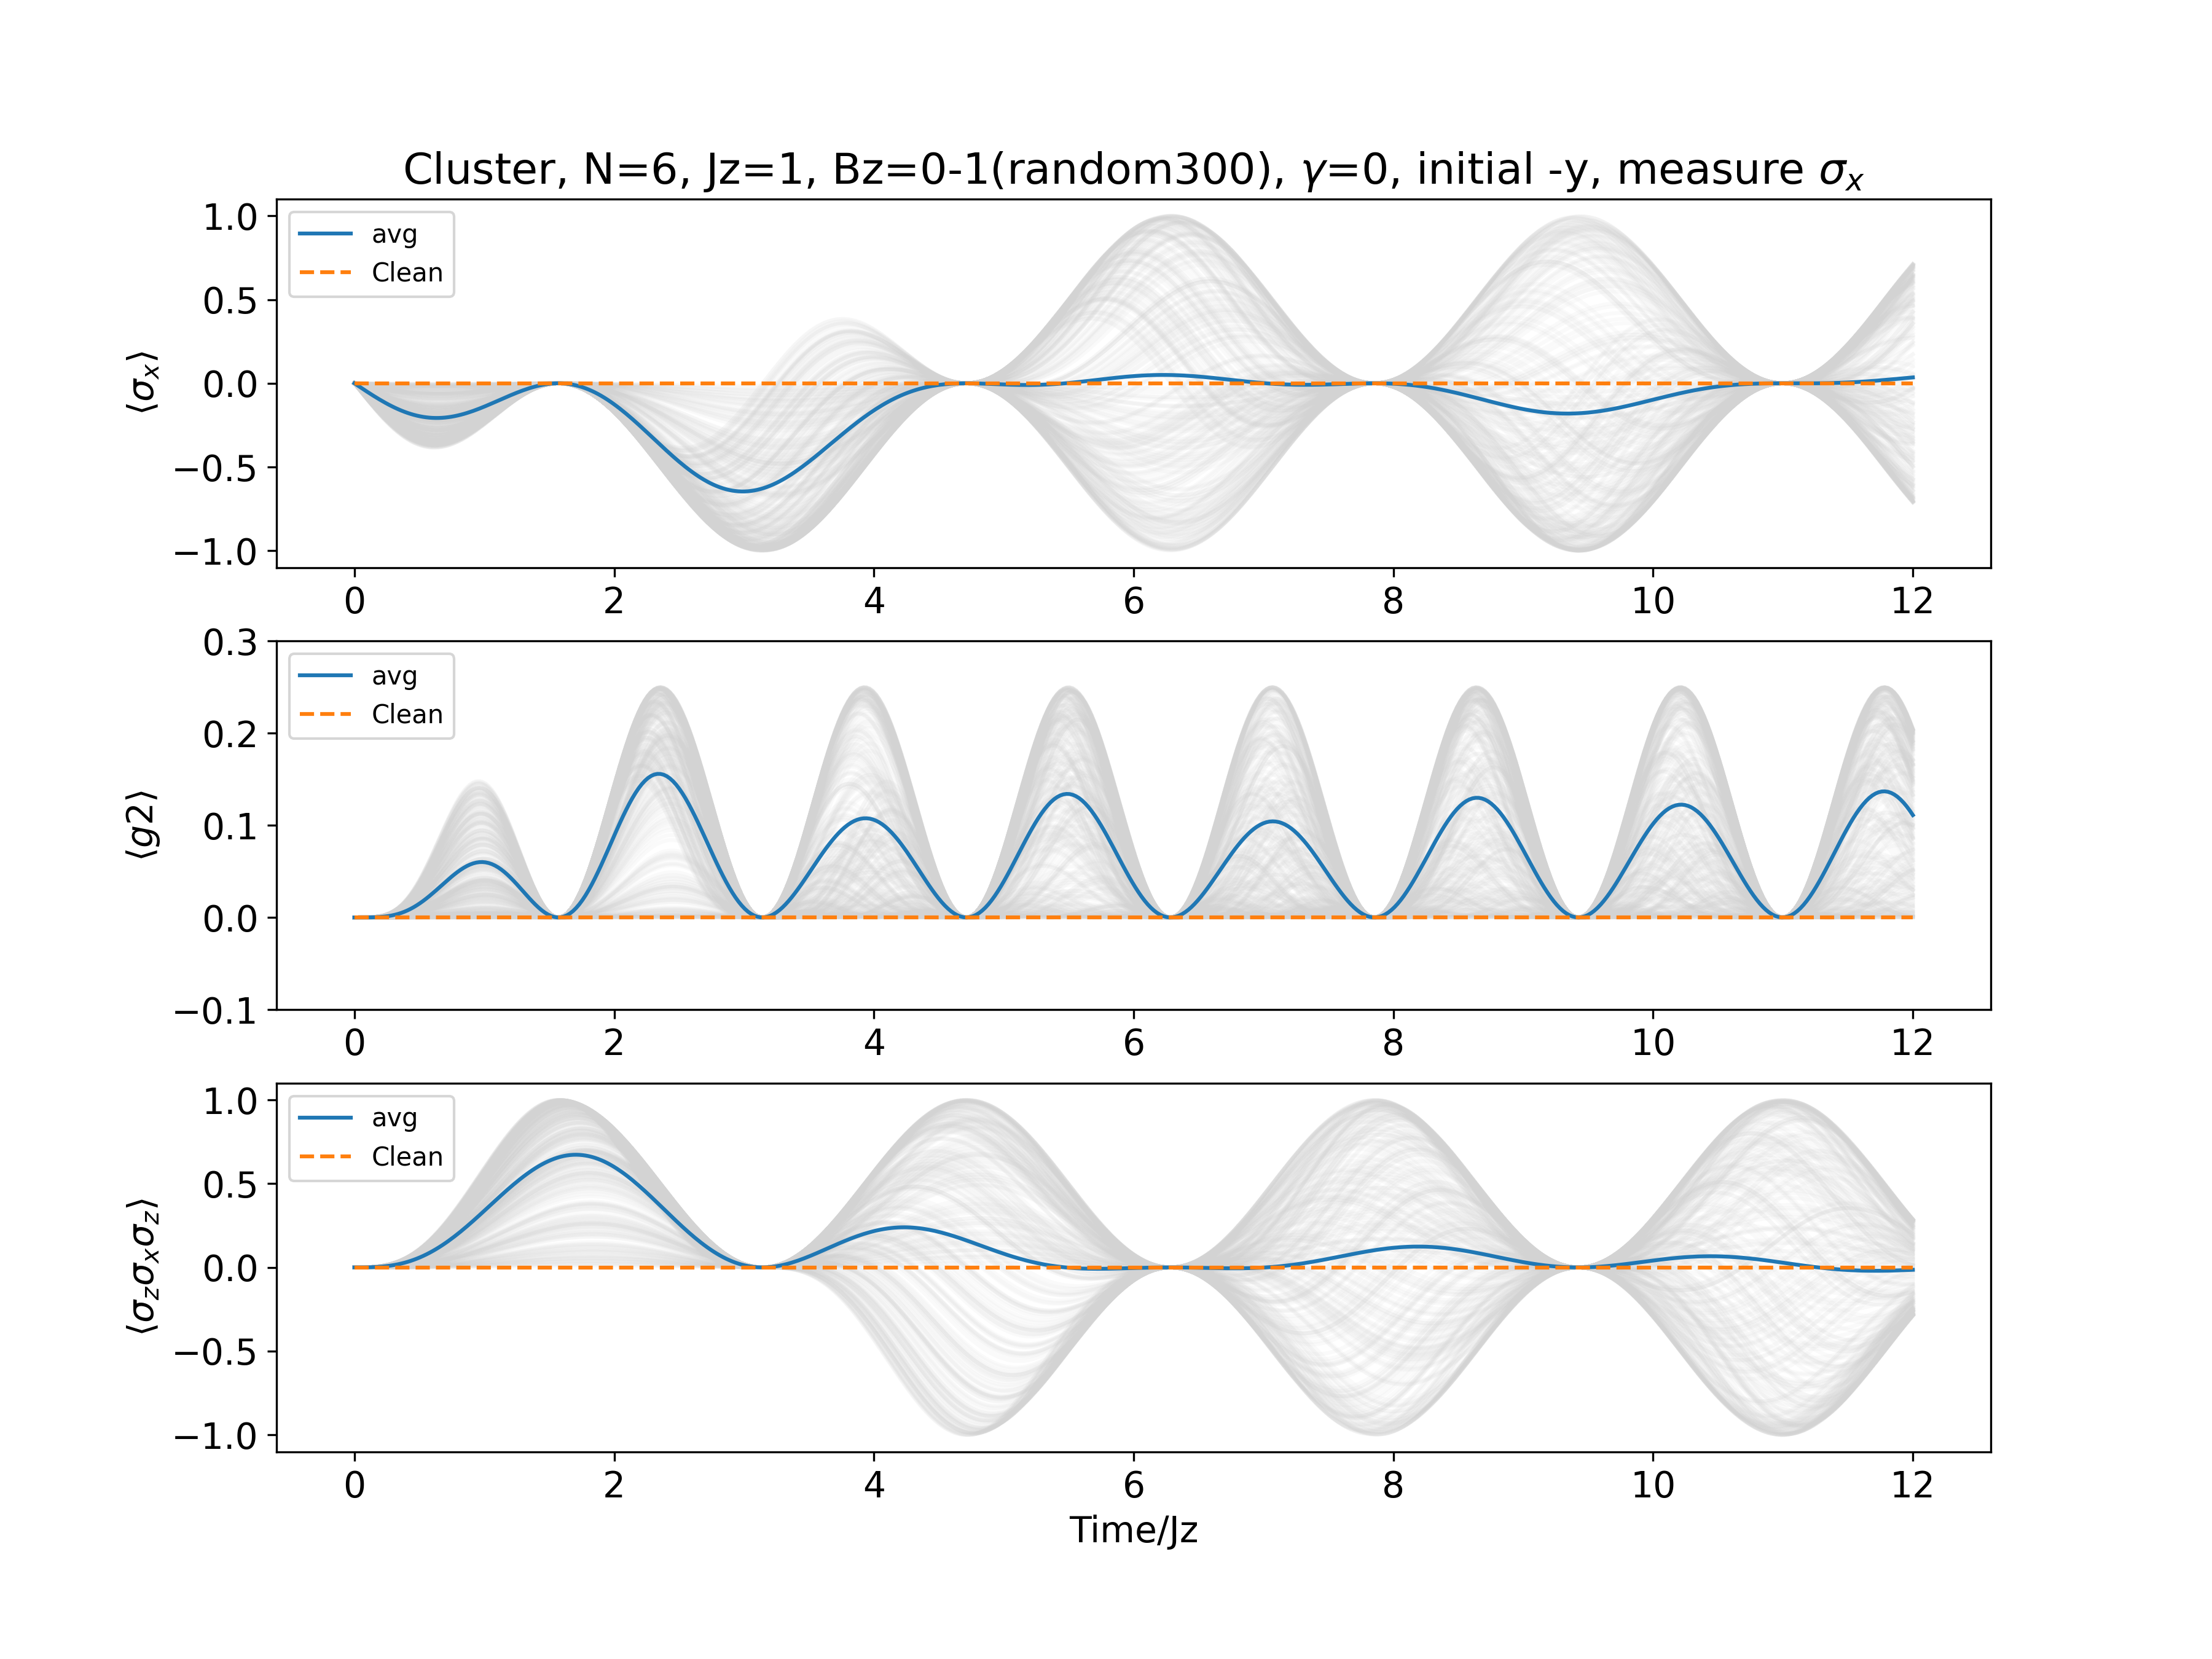 Cluster, N=6, Jz=1, Bz=0-1(random300), γ=0, initial -y, measure σₓ
avg
Clean
1.0
0.5
0.0
−0.5
−1.0
⟨σₓ⟩
0 2 4 6 8 10 12
avg
Clean
0.3
0.2
0.1
0.0
−0.1
⟨g2⟩
0 2 4 6 8 10 12
avg
Clean
1.0
0.5
0.0
−0.5
−1.0
⟨σ_zσₓσ_z⟩
0 2 4 6 8 10 12
Time/Jz